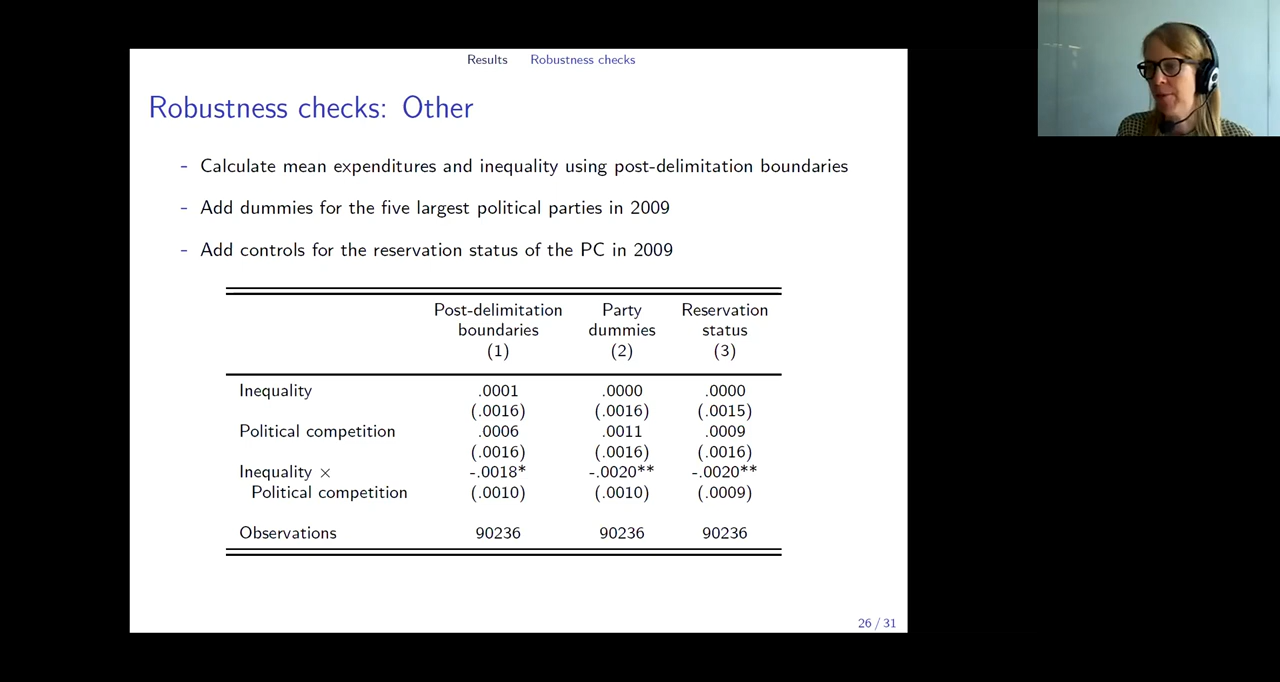 Results Robustness checks
Robustness checks: Other
- Calculate mean expenditures and inequality using post-delimitation boundaries
- Add dummies for the five largest political parties in 2009
- Add controls for the reservation status of the PC in 2009
Post-delimitation Party Reservation
boundaries dummies status
(1) (2) (3)
Inequality .0001 .0000 .0000
(.0016) (.0016) (.0015)
Political competition .0006 .0011 .0009
(.0016) (.0016) (.0016)
Inequality × -.0018* -.0020** -.0020**
Political competition (.0010) (.0010) (.0009)
Observations 90236 90236 90236
26 / 31